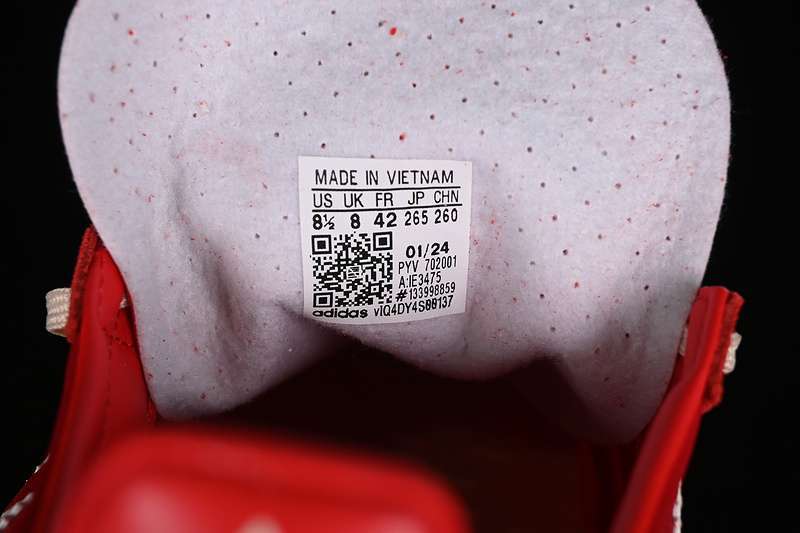 MADE IN VIETNAM
US UK FR JP CHN
8½ 8 42 265 260
01/24
PYV 702001
A:IE3475
#133998859
adidas vIQ4DY4S00137